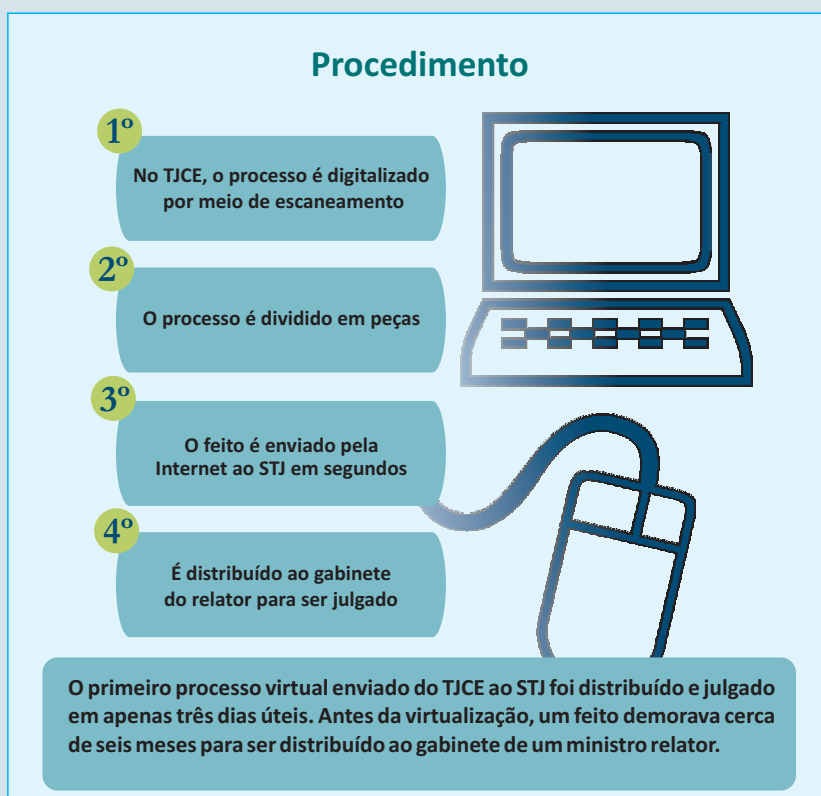 Procedimento
1º
No TJCE, o processo é digitalizado
por meio de escaneamento
2º
O processo é dividido em peças
3º
O feito é enviado pela
Internet ao STJ em segundos
4º
É distribuído ao gabinete
do relator para ser julgado
O primeiro processo virtual enviado do TJCE ao STJ foi distribuído e julgado
em apenas três dias úteis. Antes da virtualização, um feito demorava cerca
de seis meses para ser distribuído ao gabinete de um ministro relator.